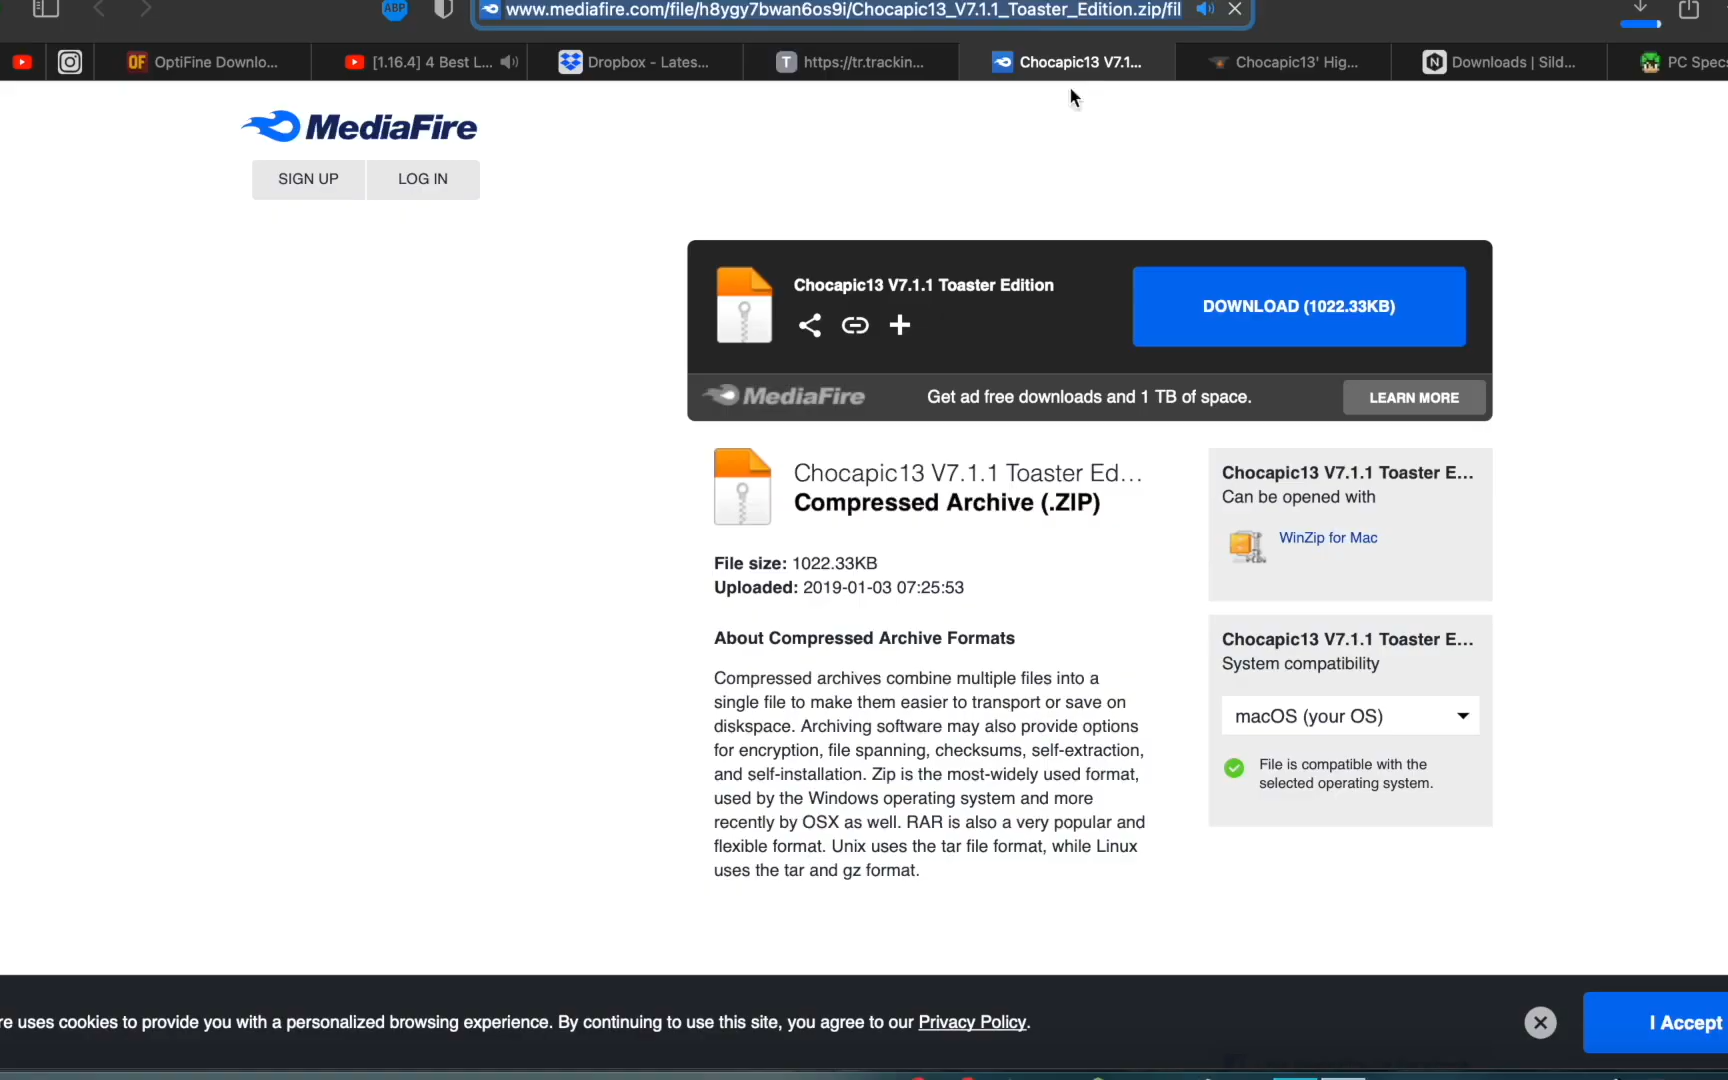 ABP
www.mediafire.com/file/h8ygy7bwan6os9i/Chocapic13_V7.1.1_Toaster_Edition.zip/fil
OF OptiFine Downlo...
[1.16.4] 4 Best L...
Dropbox - Lates...
T https://tr.trackin...
Chocapic13 V7.1...
Chocapic13' Hig...
N Downloads | Sild...
PC Specs
MediaFire
SIGN UP
LOG IN
Chocapic13 V7.1.1 Toaster Edition
DOWNLOAD (1022.33KB)
MediaFire
Get ad free downloads and 1 TB of space.
LEARN MORE
Chocapic13 V7.1.1 Toaster Ed...
Compressed Archive (.ZIP)
File size: 1022.33KB
Uploaded: 2019-01-03 07:25:53
About Compressed Archive Formats
Compressed archives combine multiple files into a
single file to make them easier to transport or save on
diskspace. Archiving software may also provide options
for encryption, file spanning, checksums, self-extraction,
and self-installation. Zip is the most-widely used format,
used by the Windows operating system and more
recently by OSX as well. RAR is also a very popular and
flexible format. Unix uses the tar file format, while Linux
uses the tar and gz format.
Chocapic13 V7.1.1 Toaster E...
Can be opened with
WinZip for Mac
Chocapic13 V7.1.1 Toaster E...
System compatibility
macOS (your OS)
File is compatible with the
selected operating system.
re uses cookies to provide you with a personalized browsing experience. By continuing to use this site, you agree to our Privacy Policy.
I Accept